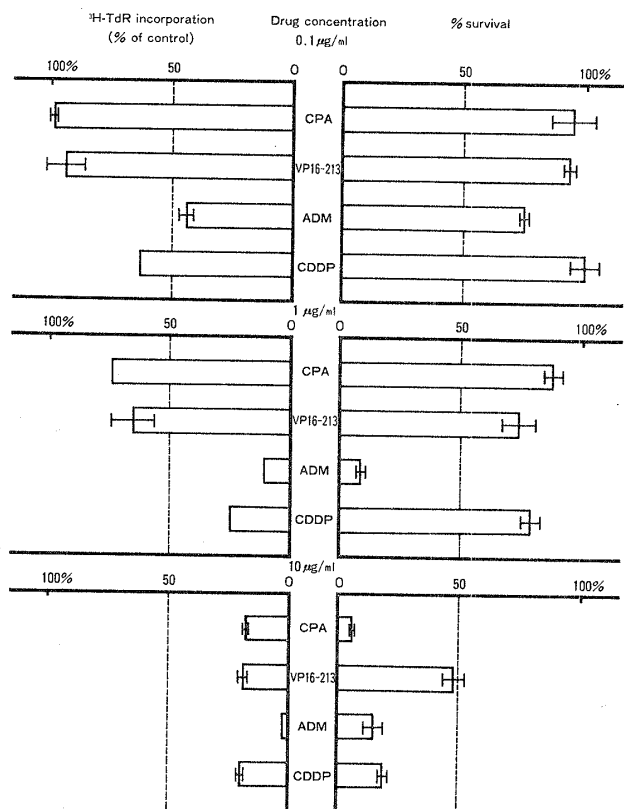 ³H-TdR incorporation Drug concentration % survival
(% of control) 0.1 μg/ml
100% 50 0 0 50 100%
CPA
VP16-213
ADM
CDDP
1 μg/ml
100% 50 0 0 50 100%
CPA
VP16-213
ADM
CDDP
10 μg/ml
100% 50 0 0 50 100%
CPA
VP16-213
ADM
CDDP